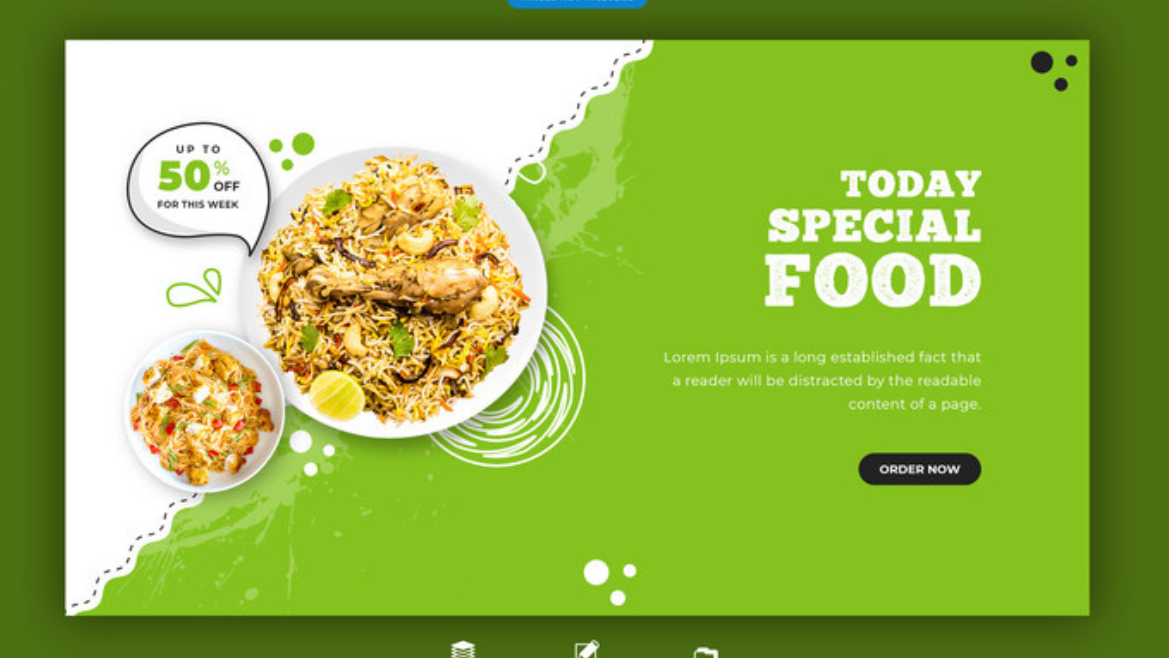 UP TO
50%
OFF
FOR THIS WEEK
TODAY
SPECIAL
FOOD
Lorem Ipsum is a long established fact that
a reader will be distracted by the readable
content of a page.
ORDER NOW